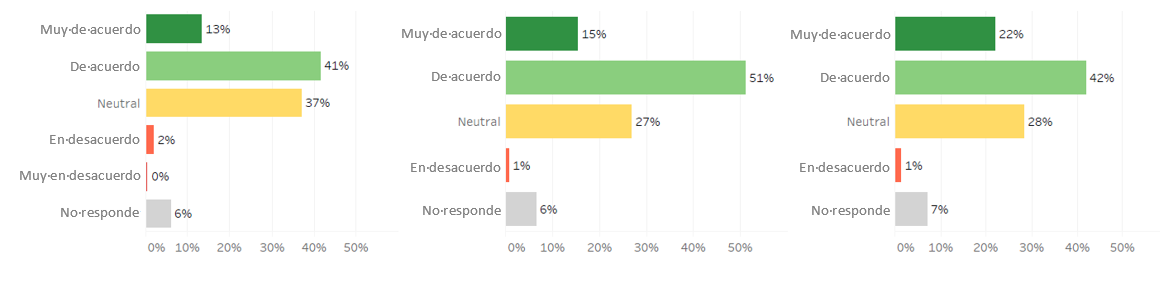 Muy·de·acuerdo 13%
De·acuerdo 41%
Neutral 37%
En·desacuerdo 2%
Muy·en·desacuerdo 0%
No·responde 6%
0% 10% 20% 30% 40% 50%
Muy·de·acuerdo 15%
De·acuerdo 51%
Neutral 27%
En·desacuerdo 1%
No·responde 6%
0% 10% 20% 30% 40% 50%
Muy·de·acuerdo 22%
De·acuerdo 42%
Neutral 28%
En·desacuerdo 1%
No·responde 7%
0% 10% 20% 30% 40% 50%